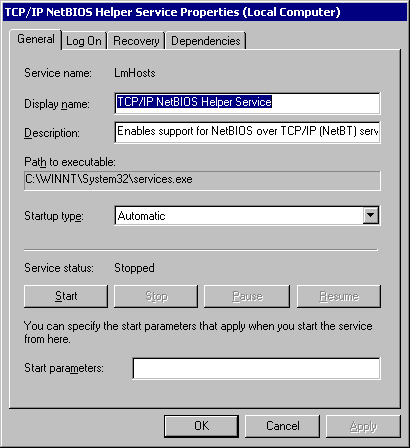 TCP/IP NetBIOS Helper Service Properties (Local Computer)
General Log On Recovery Dependencies
Service name: LmHosts
Display name: TCP/IP NetBIOS Helper Service
Description: Enables support for NetBIOS over TCP/IP (NetBT) serv
Path to executable:
C:\WINNT\System32\services.exe
Startup type: Automatic
Service status: Stopped
Start Stop Pause Resume
You can specify the start parameters that apply when you start the service
from here.
Start parameters:
OK Cancel Apply